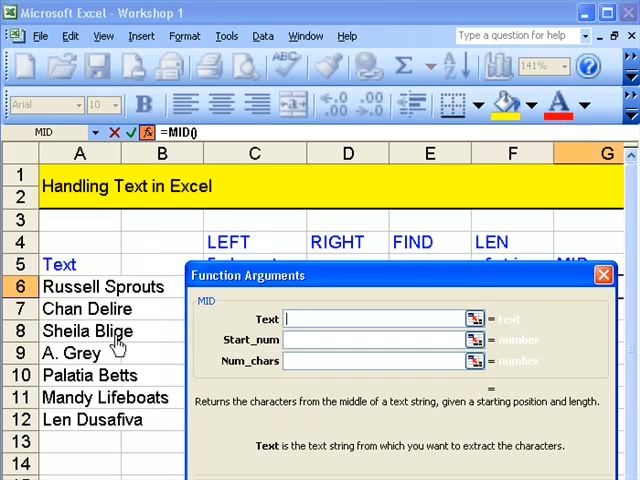 Microsoft Excel - Workshop 1
File Edit View Insert Format Tools Data Window Help Type a question for help
ABC Σ 141%
Arial 10 B A
MID =MID()
A B C D E F G
1 Handling Text in Excel
2
3
4 LEFT RIGHT FIND LEN
5 Text
6 Russell Sprouts
7 Chan Delire
8 Sheila Blige
9 A. Grey
10 Palatia Betts
11 Mandy Lifeboats
12 Len Dusafiva
13
14
Function Arguments
MID
Text = text
Start_num = number
Num_chars = number
=
Returns the characters from the middle of a text string, given a starting position and length.
Text is the text string from which you want to extract the characters.